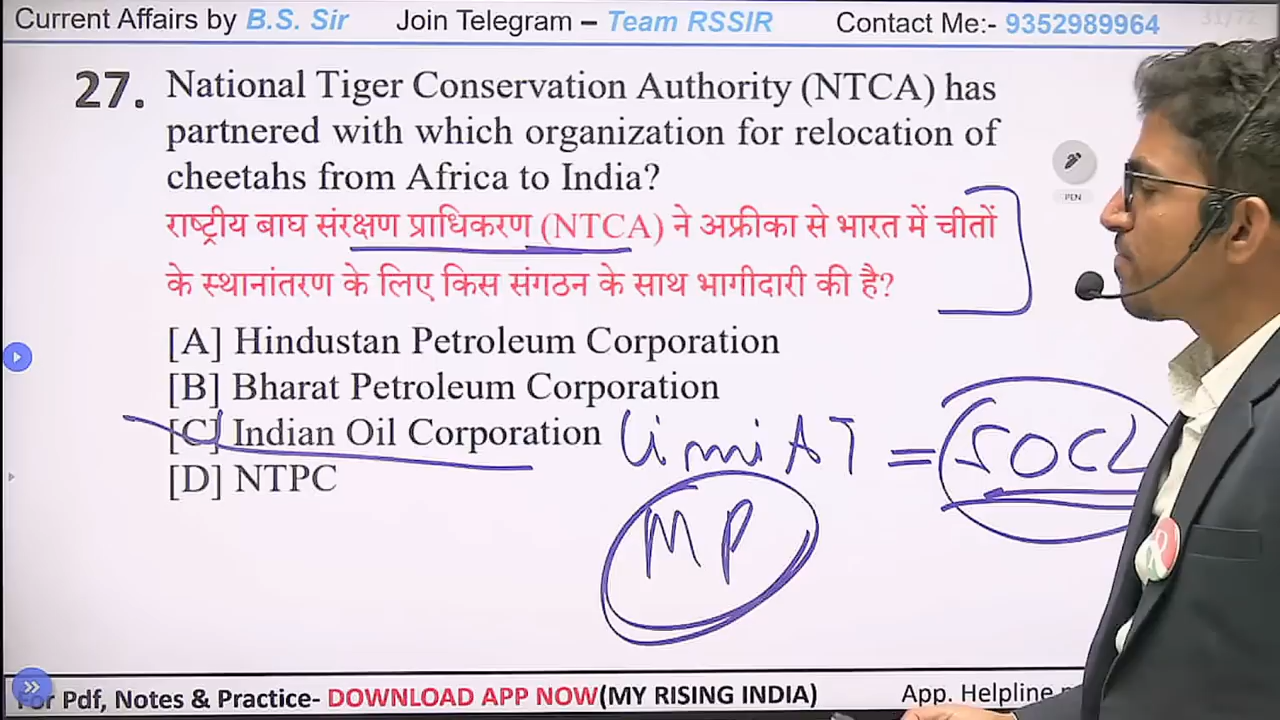 Current Affairs by B.S. Sir Join Telegram – Team RSSIR Contact Me:- 9352989964
31/72
27. National Tiger Conservation Authority (NTCA) has
partnered with which organization for relocation of
cheetahs from Africa to India?
PEN
राष्ट्रीय बाघ संरक्षण प्राधिकरण (NTCA) ने अफ्रीका से भारत में चीतों
के स्थानांतरण के लिए किस संगठन के साथ भागीदारी की है?
[A] Hindustan Petroleum Corporation
[B] Bharat Petroleum Corporation
[C] Indian Oil Corporation
= IOCL
[D] NTPC
MP
For Pdf, Notes & Practice- DOWNLOAD APP NOW(MY RISING INDIA) App. Helpline